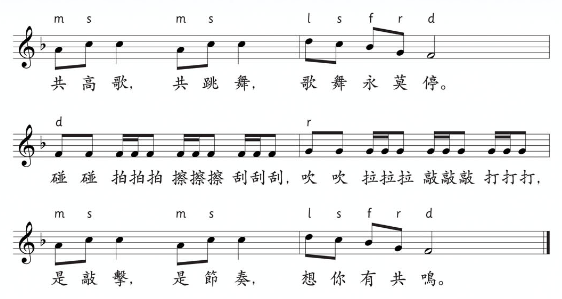 m s m s l s f r d
共高歌, 共跳舞, 歌舞永莫停。
d r
碰碰拍拍拍擦擦擦刮刮刮, 吹吹拉拉拉敲敲敲打打打,
m s m s l s f r d
是敲擊, 是節奏, 想你有共鳴。